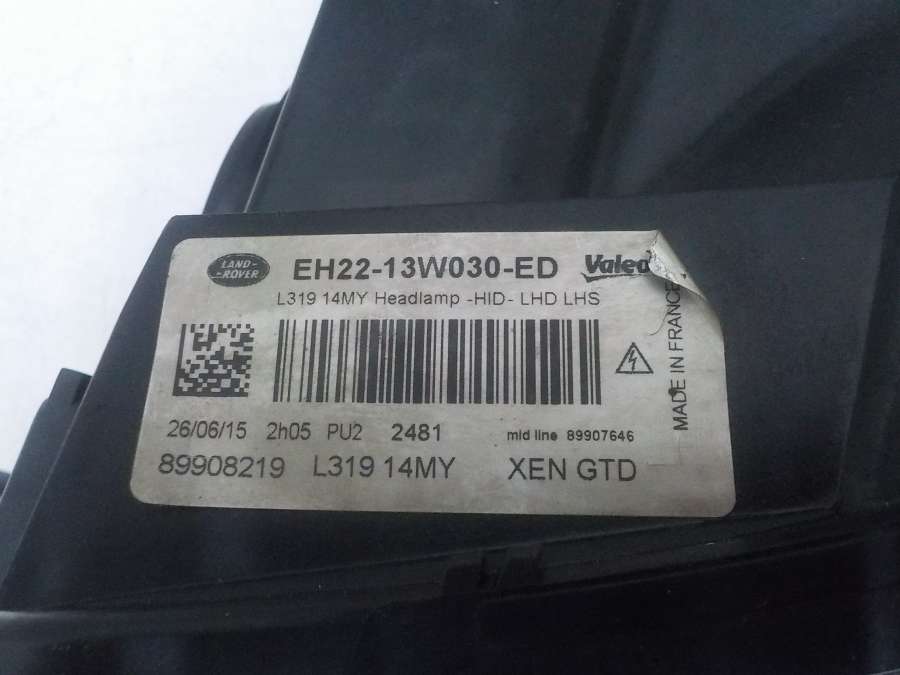 LAND-
ROVER
EH22-13W030-ED
Valeo
L319 14MY Headlamp -HID- LHD LHS
MADE IN FRANCE
26/06/15 2h05 PU2 2481 mid line 89907646
89908219 L319 14MY XEN GTD